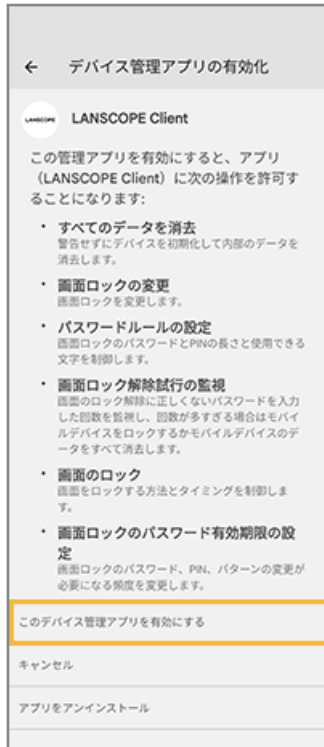 ← デバイス管理アプリの有効化
LANSCOPE LANSCOPE Client
この管理アプリを有効にすると、アプリ
（LANSCOPE Client）に次の操作を許可す
ることになります:
・ すべてのデータを消去
警告せずにデバイスを初期化して内部のデータを
消去します。
・ 画面ロックの変更
画面ロックを変更します。
・ パスワードルールの設定
画面ロックのパスワードとPINの長さと使用できる
文字を制御します。
・ 画面ロック解除試行の監視
画面のロック解除に正しくないパスワードを入力
した回数を監視し、回数が多すぎる場合はモバイ
ルデバイスをロックするかモバイルデバイスのデ
ータをすべて消去します。
・ 画面のロック
画面をロックする方法とタイミングを制御しま
す。
・ 画面ロックのパスワード有効期限の設
定
画面ロックのパスワード、PIN、パターンの変更が
必要になる頻度を変更します。
このデバイス管理アプリを有効にする
キャンセル
アプリをアンインストール